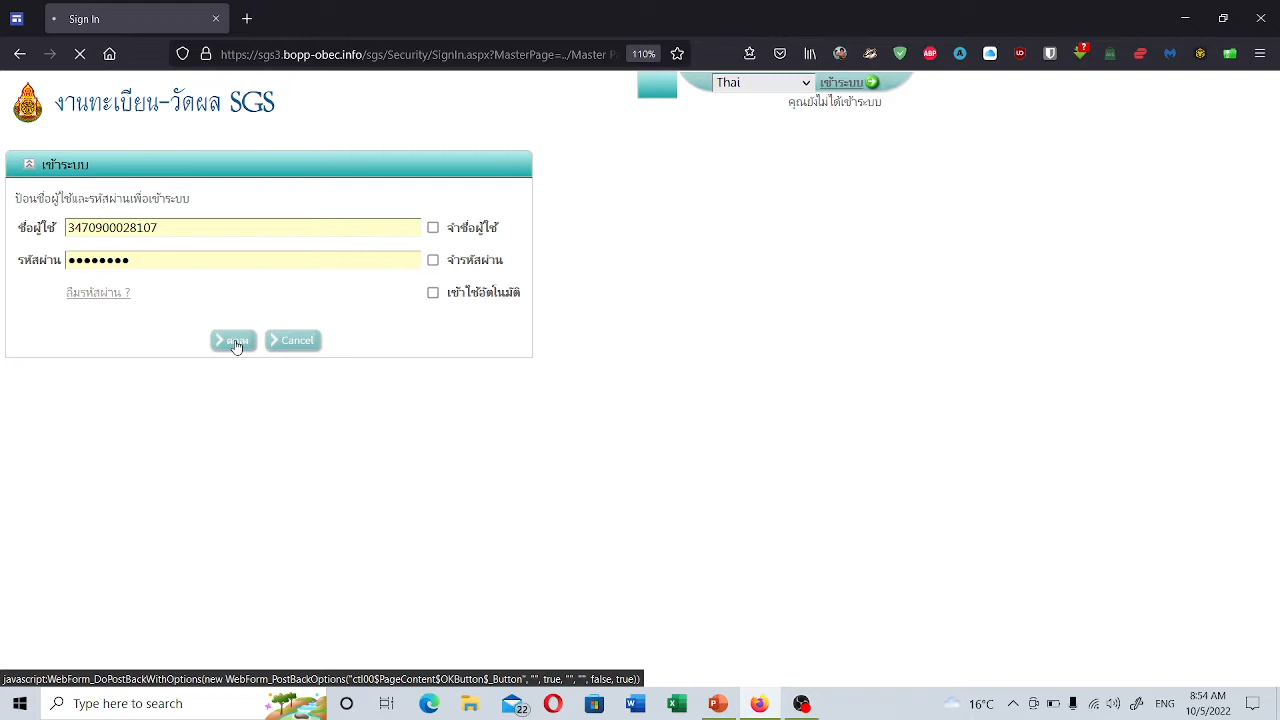 Sign In
https://sgs3.bopp-obec.info/sgsSecurity/SignIn.aspx?MasterPage=../Master P
110%
งานทะเบียน-วัดผล SGS
Thai
เข้าระบบ
คุณยังไม่ได้เข้าระบบ
เข้าระบบ
ป้อนชื่อผู้ใช้และรหัสผ่านเพื่อเข้าระบบ
ชื่อผู้ใช้ 3470900028107 จำชื่อผู้ใช้
รหัสผ่าน ●●●●●●●● จำรหัสผ่าน
ลืมรหัสผ่าน ? เข้าใช้อัตโนมัติ
Cancel
javascript:WebForm_DoPostBackWithOptions(new WebForm_PostBackOptions("ctl00$PageContent$OKButton$_Button", "", true, "", "", false, true))
Type here to search
22
16°C
ENG
10/5/2022